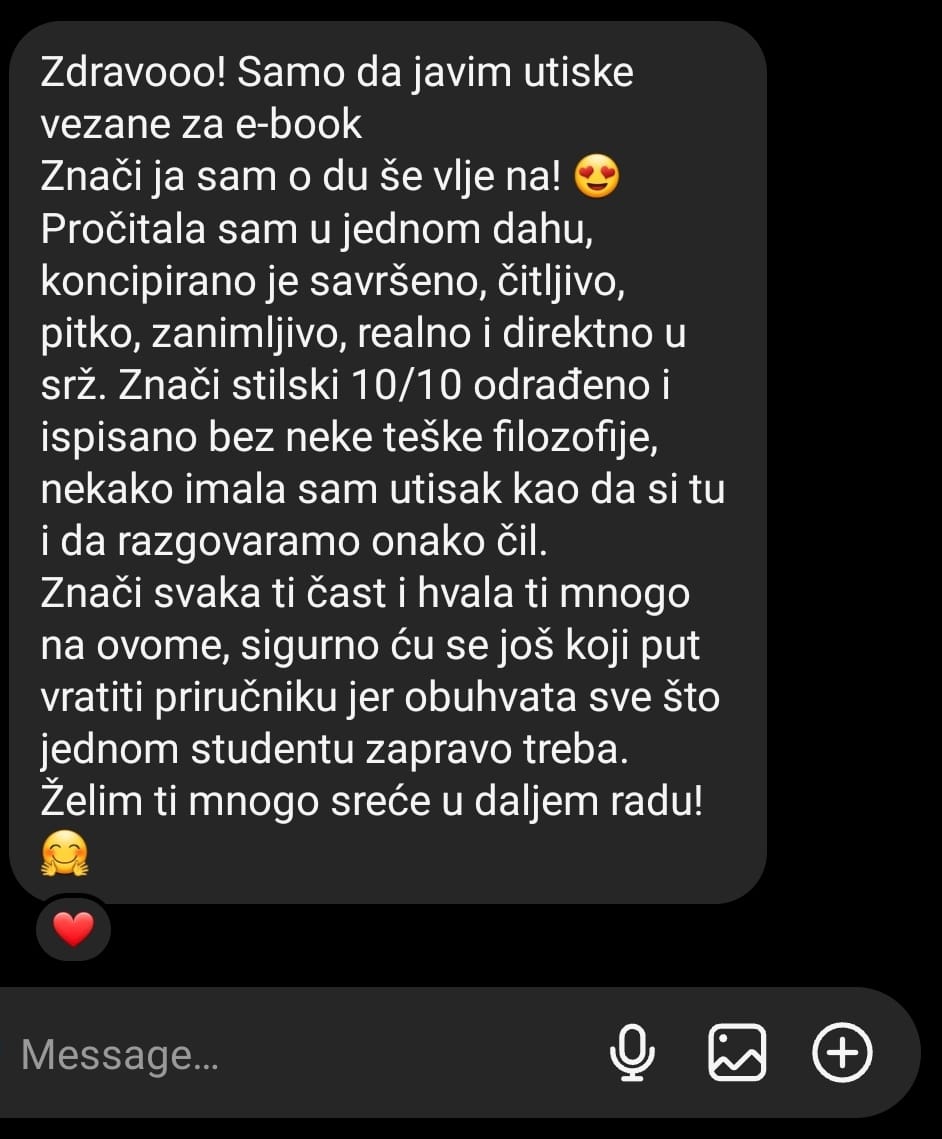 Zdravooo! Samo da javim utiske
vezane za e-book
Znači ja sam o du še vlje na! 😍
Pročitala sam u jednom dahu,
koncipirano je savršeno, čitljivo,
pitko, zanimljivo, realno i direktno u
srž. Znači stilski 10/10 odrađeno i
ispisano bez neke teške filozofije,
nekako imala sam utisak kao da si tu
i da razgovaramo onako čil.
Znači svaka ti čast i hvala ti mnogo
na ovome, sigurno ću se još koji put
vratiti priručniku jer obuhvata sve što
jednom studentu zapravo treba.
Želim ti mnogo sreće u daljem radu!
🤗
❤️
Message...